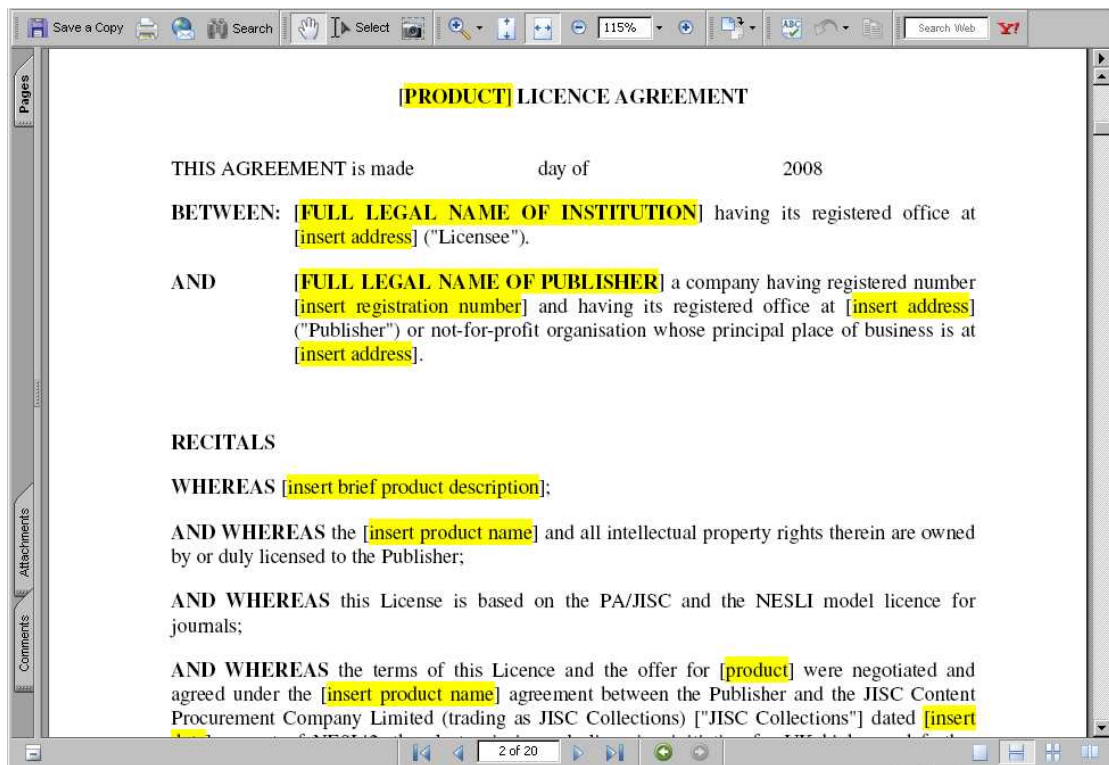 Save a Copy Search Select 115% Search Web Y!
Pages
Attachments
Comments
[PRODUCT] LICENCE AGREEMENT
THIS AGREEMENT is made day of 2008
BETWEEN: [FULL LEGAL NAME OF INSTITUTION] having its registered office at
[insert address] ("Licensee").
AND [FULL LEGAL NAME OF PUBLISHER] a company having registered number
[insert registration number] and having its registered office at [insert address]
("Publisher") or not-for-profit organisation whose principal place of business is at
[insert address].
RECITALS
WHEREAS [insert brief product description];
AND WHEREAS the [insert product name] and all intellectual property rights therein are owned
by or duly licensed to the Publisher;
AND WHEREAS this License is based on the PA/JISC and the NESLI model licence for
journals;
AND WHEREAS the terms of this Licence and the offer for [product] were negotiated and
agreed under the [insert product name] agreement between the Publisher and the JISC Content
Procurement Company Limited (trading as JISC Collections) ["JISC Collections"] dated [insert
2 of 20